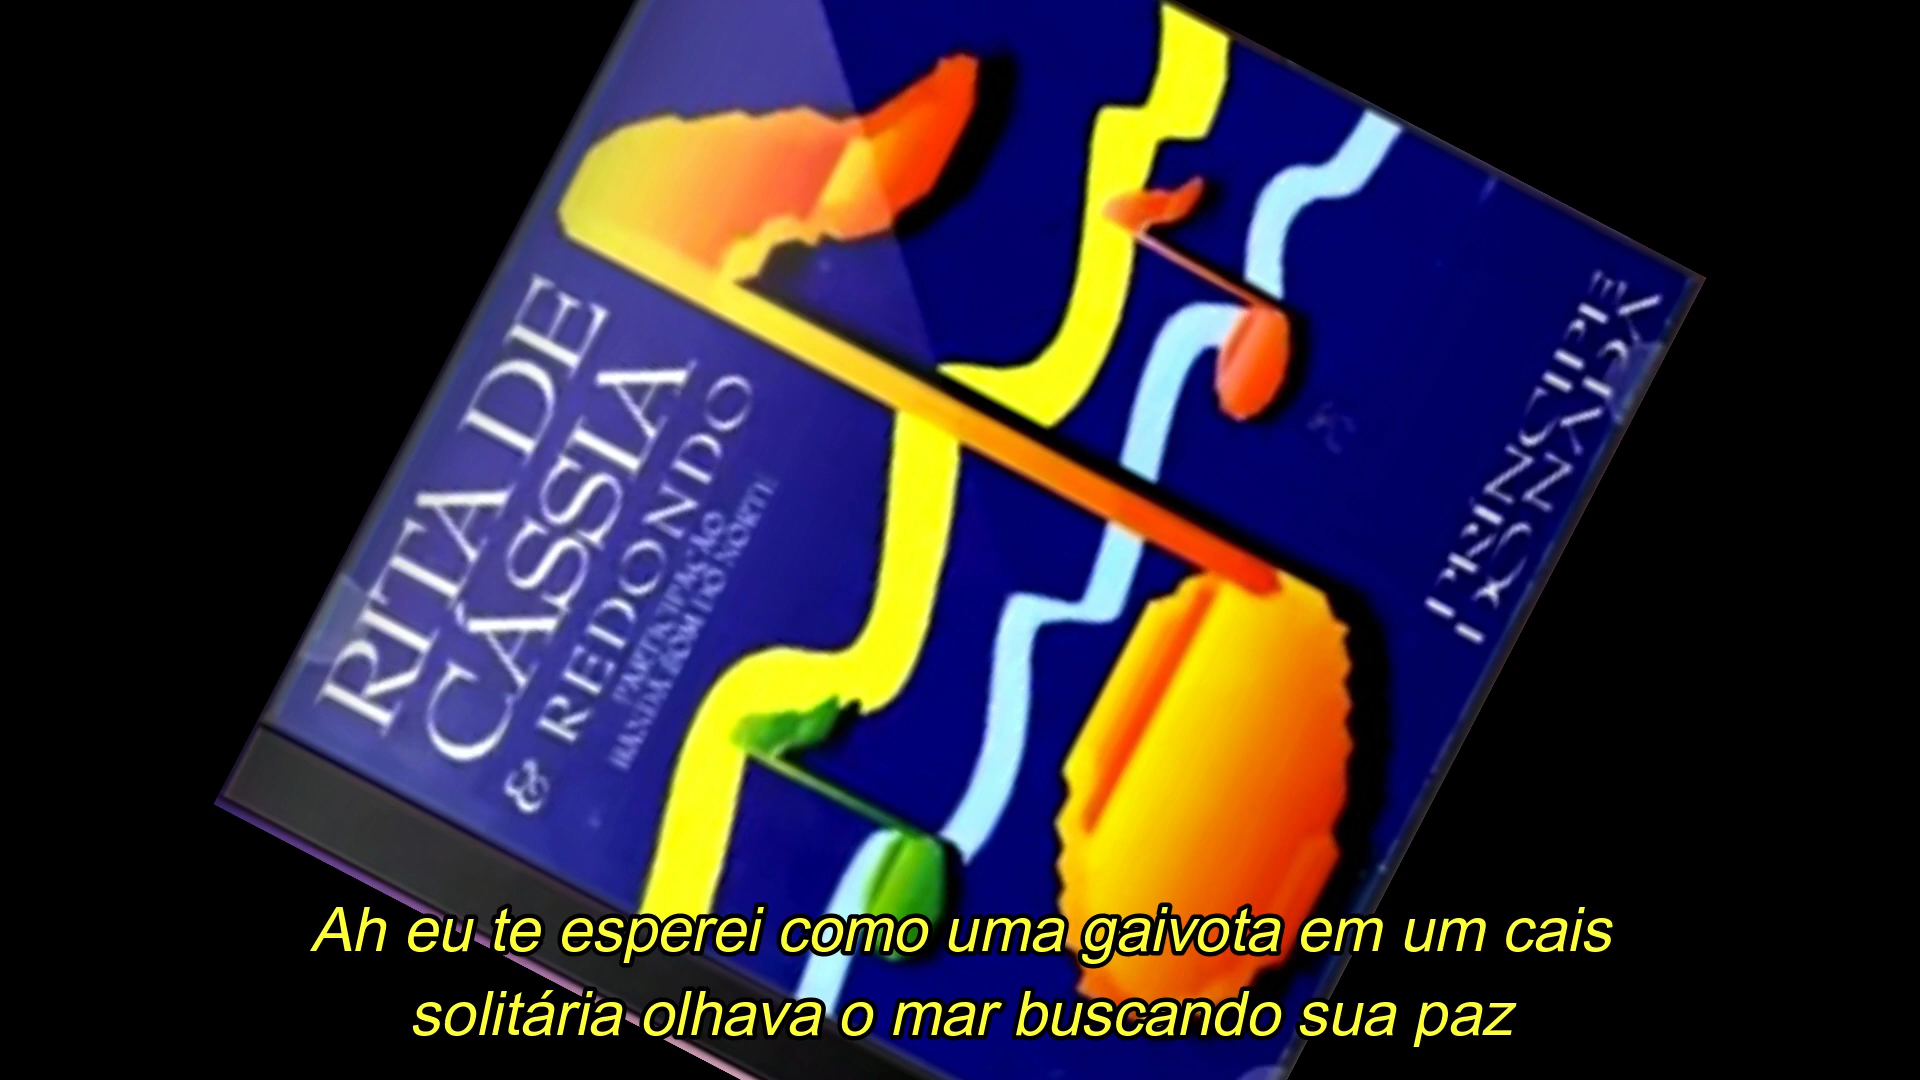 RITA DE
CÁSSIA
& REDONDO
PARTICIPAÇÃO
BANDA SOM DO NORTE
PRÍNCIPE
Ah eu te esperei como uma gaivota em um cais
solitária olhava o mar buscando sua paz